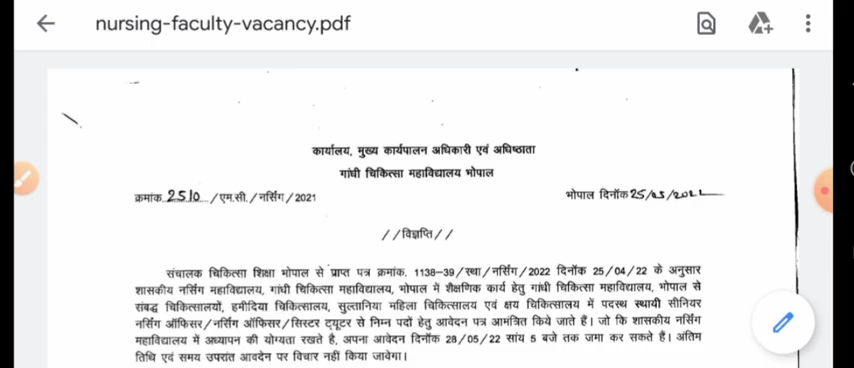 nursing-faculty-vacancy.pdf
कार्यालय, मुख्य कार्यपालन अधिकारी एवं अधिष्ठाता
गांधी चिकित्सा महाविद्यालय भोपाल
क्रमांक 2510 /एम.सी./नर्सिंग/2021 भोपाल दिनॉक 25/05/2022
//विज्ञप्ति//
संचालक चिकित्सा शिक्षा भोपाल से प्राप्त पत्र क्रमांक. 1138-39/स्था/नर्सिंग/2022 दिनॉक 25/04/22 के अनुसार
शासकीय नर्सिंग महाविद्यालय, गांधी चिकित्सा महाविद्यालय, भोपाल में शैक्षणिक कार्य हेतु गांधी चिकित्सा महाविद्यालय, भोपाल से
संबद्ध चिकित्सालयों, हमीदिया चिकित्सालय, सुल्तानिया महिला चिकित्सालय एवं क्षय चिकित्सालय में पदस्थ स्थायी सीनियर
नर्सिंग ऑफिसर/नर्सिंग ऑफिसर/सिस्टर ट्यूटर से निम्न पदों हेतु आवेदन पत्र आमंत्रित किये जाते हैं। जो कि शासकीय नर्सिंग
महाविद्यालय में अध्यापन की योग्यता रखते है, अपना आवेदन दिनॉक 28/05/22 सांय 5 बजे तक जमा कर सकते हैं। अंतिम
तिथि एवं समय उपरांत आवदेन पर विचार नहीं किया जावेगा।